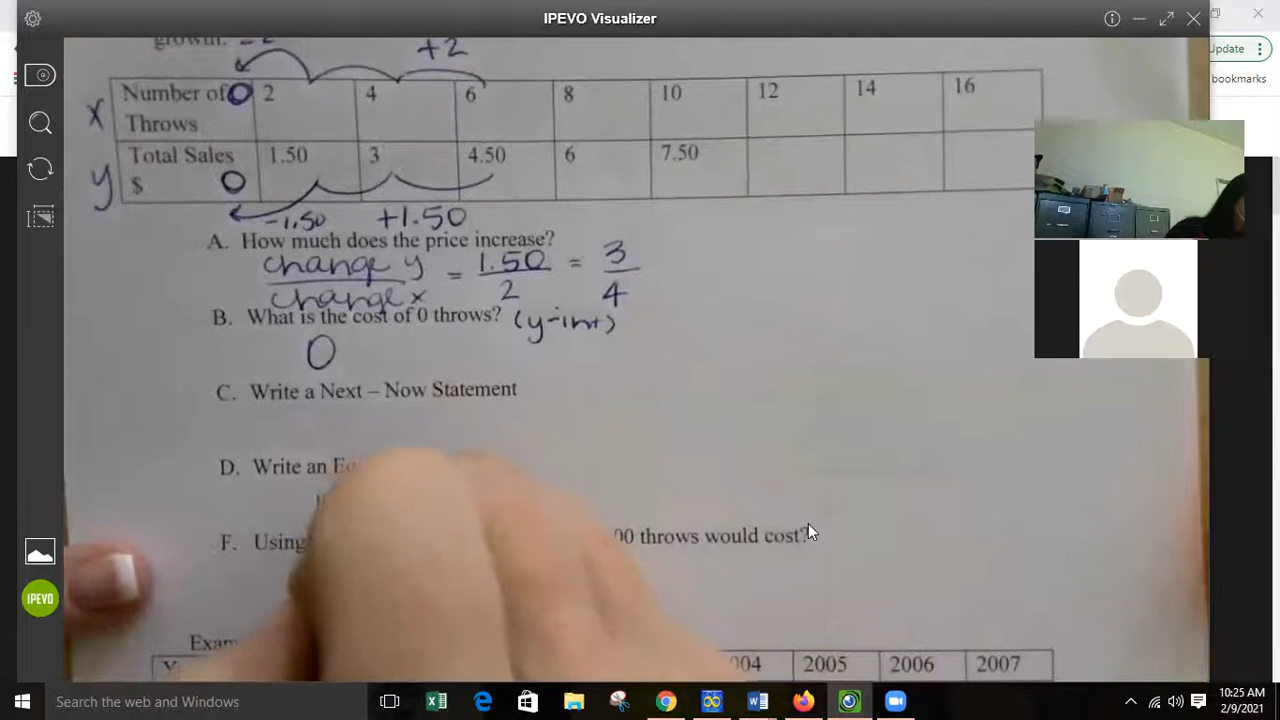 IPEVO Visualizer
Update
bookmarks
growth.
+2
x Number of Throws 0 2 4 6 8 10 12 14 16
y Total Sales $ 0 1.50 3 4.50 6 7.50
-1.50 +1.50
A. How much does the price increase?
change y / change x = 1.50 / 2 = 3 / 4
B. What is the cost of 0 throws? (y-int)
0
C. Write a Next – Now Statement
D. Write an
F. Using 00 throws would cost?
2005 2006 2007
IPEVO
Search the web and Windows
10:25 AM
2/9/2021